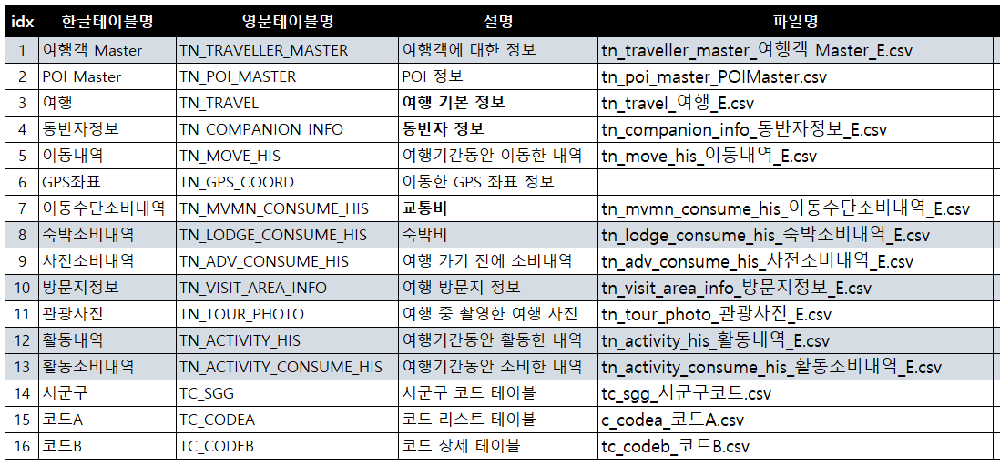 idx 한글테이블명 영문테이블명 설명 파일명
1 여행객 Master TN_TRAVELLER_MASTER 여행객에 대한 정보 tn_traveller_master_여행객 Master_E.csv
2 POI Master TN_POI_MASTER POI 정보 tn_poi_master_POIMaster.csv
3 여행 TN_TRAVEL 여행 기본 정보 tn_travel_여행_E.csv
4 동반자정보 TN_COMPANION_INFO 동반자 정보 tn_companion_info_동반자정보_E.csv
5 이동내역 TN_MOVE_HIS 여행기간동안 이동한 내역 tn_move_his_이동내역_E.csv
6 GPS좌표 TN_GPS_COORD 이동한 GPS 좌표 정보
7 이동수단소비내역 TN_MVMN_CONSUME_HIS 교통비 tn_mvmn_consume_his_이동수단소비내역_E.csv
8 숙박소비내역 TN_LODGE_CONSUME_HIS 숙박비 tn_lodge_consume_his_숙박소비내역_E.csv
9 사전소비내역 TN_ADV_CONSUME_HIS 여행 가기 전에 소비내역 tn_adv_consume_his_사전소비내역_E.csv
10 방문지정보 TN_VISIT_AREA_INFO 여행 방문지 정보 tn_visit_area_info_방문지정보_E.csv
11 관광사진 TN_TOUR_PHOTO 여행 중 촬영한 여행 사진 tn_tour_photo_관광사진_E.csv
12 활동내역 TN_ACTIVITY_HIS 여행기간동안 활동한 내역 tn_activity_his_활동내역_E.csv
13 활동소비내역 TN_ACTIVITY_CONSUME_HIS 여행기간동안 소비한 내역 tn_activity_consume_his_활동소비내역_E.csv
14 시군구 TC_SGG 시군구 코드 테이블 tc_sgg_시군구코드.csv
15 코드A TC_CODEA 코드 리스트 테이블 c_codea_코드A.csv
16 코드B TC_CODEB 코드 상세 테이블 tc_codeb_코드B.csv